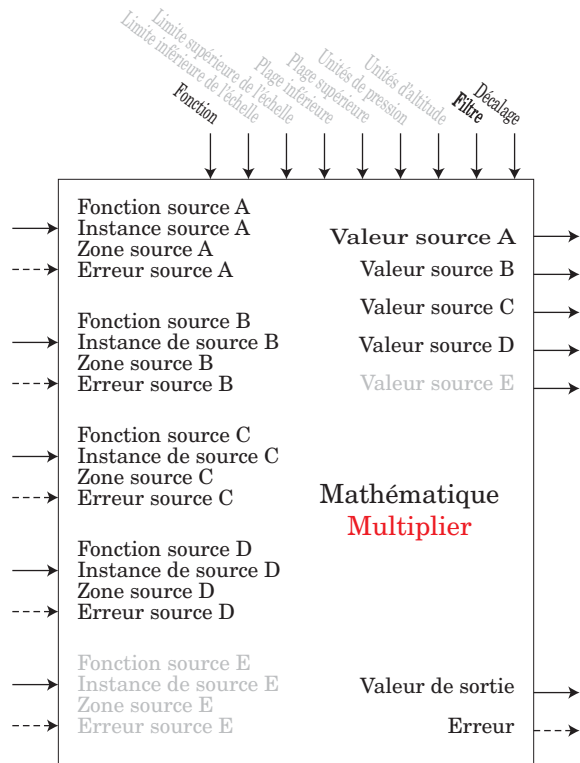 Fonction
Limite inférieure de l'échelle
Limite supérieure de l'échelle
Plage inférieure
Plage supérieure
Unités de pression
Unités d'altitude
Filtre
Décalage
Fonction source A
Instance source A
Zone source A
Erreur source A
Fonction source B
Instance de source B
Zone source B
Erreur source B
Fonction source C
Instance de source C
Zone source C
Erreur source C
Fonction source D
Instance de source D
Zone source D
Erreur source D
Fonction source E
Instance de source E
Zone source E
Erreur source E
Valeur source A
Valeur source B
Valeur source C
Valeur source D
Valeur source E
Mathématique
Multiplier
Valeur de sortie
Erreur